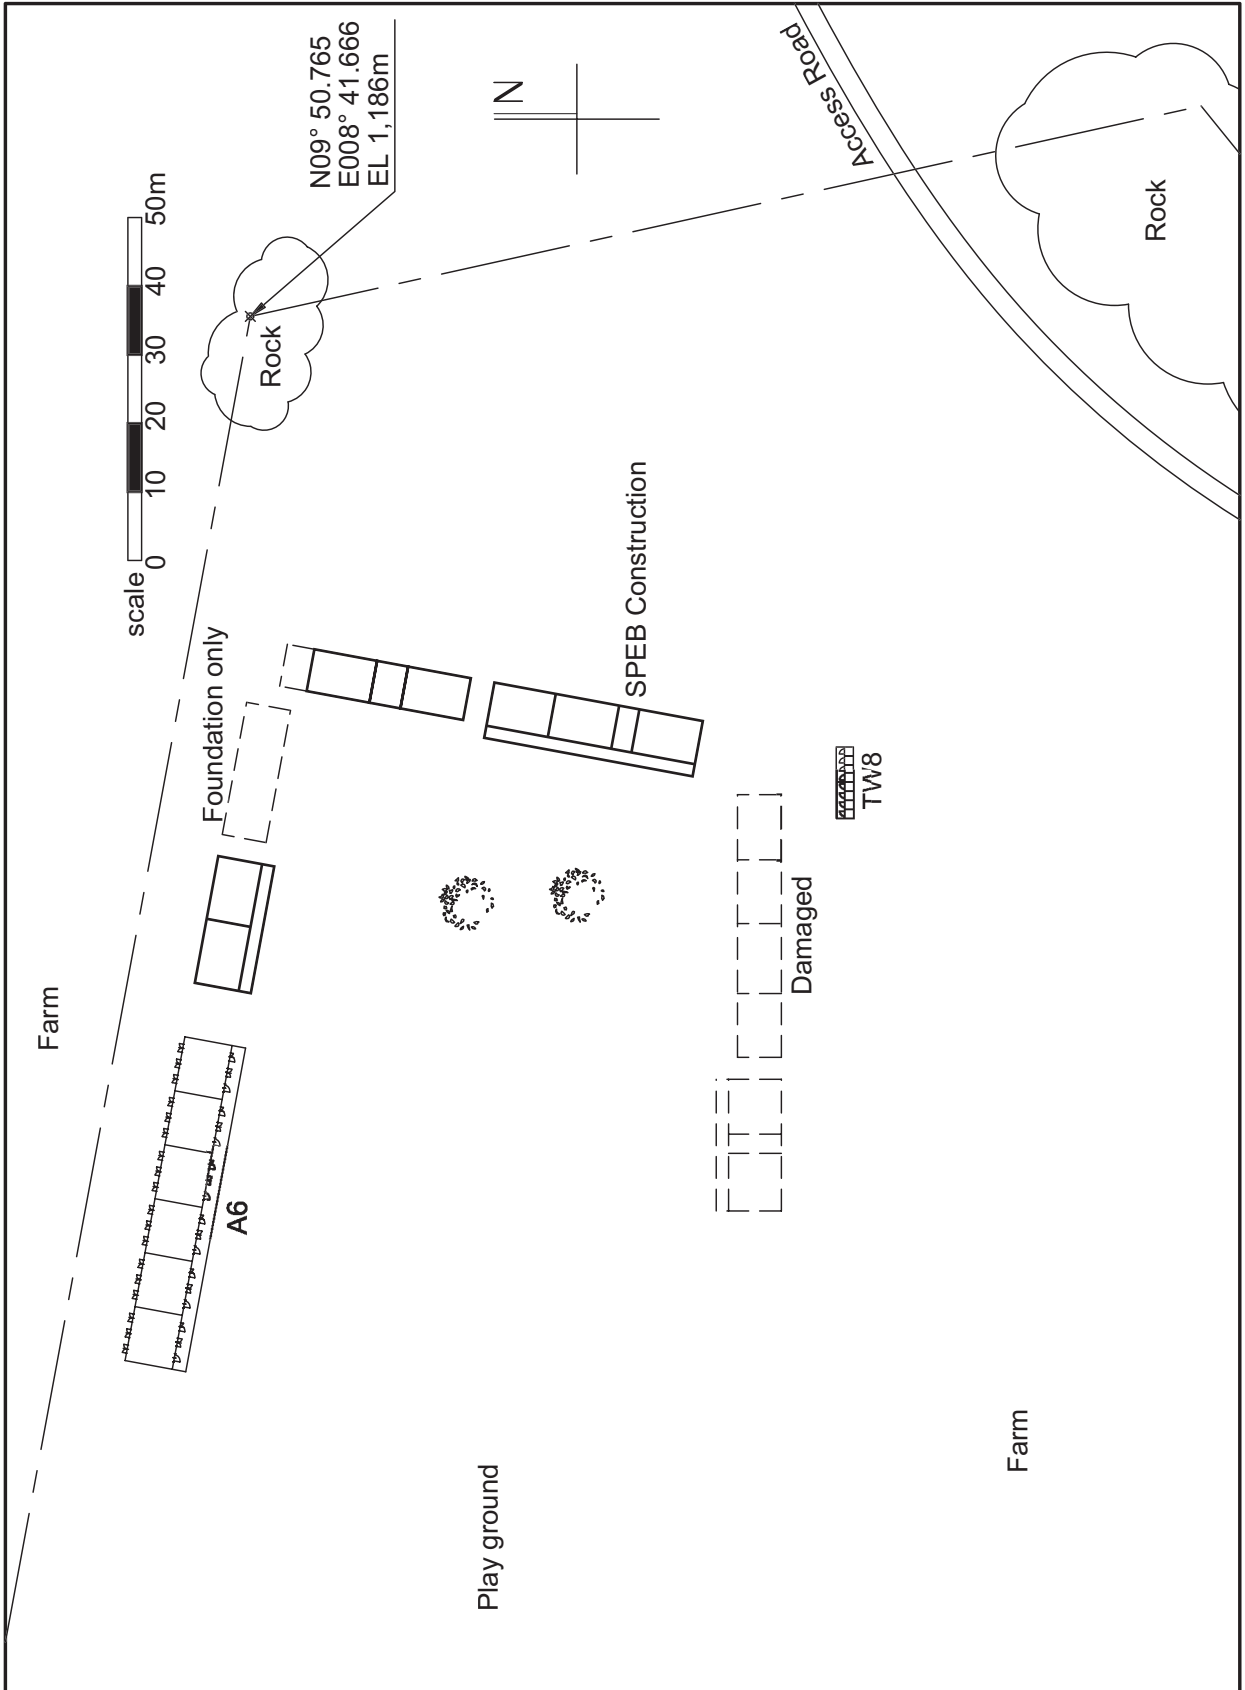 Farm
scale
0 10 20 30 40 50m
N09° 50.765
E008° 41.666
EL 1,186m
Rock
Foundation only
A6
N
Play ground
SPEB Construction
Damaged
TW8
Access Road
Farm
Rock